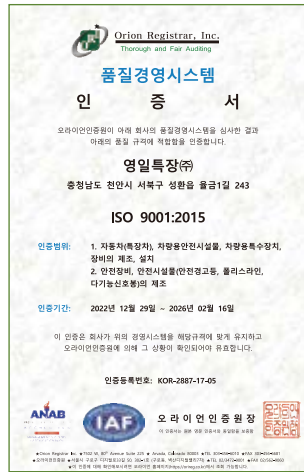 Orion Registrar, Inc.
Thorough and Fair Auditing
품질경영시스템
인 증 서
오라이언인증원이 아래 회사의 품질경영시스템을 심사한 결과
아래의 품질 규격에 적합함을 인증합니다.
영일특장㈜
충청남도 천안시 서북구 성환읍 율금1길 243
ISO 9001:2015
인증범위: 1. 자동차(특장차), 차량용안전시설물, 차량용특수장치,
장비의 제조, 설치
2. 안전장비, 안전시설물(안전경고등, 폴리스라인,
다기능신호봉)의 제조
인증기간: 2022년 12월 29일 ~ 2026년 02월 16일
이 인증은 회사가 위의 경영시스템을 해당규격에 맞게 유지하고
오라이언인증원에 의해 그 상황이 확인되어야 유효합니다.
인증등록번호: KOR-2887-17-05
ANAB
IAF
오 라 이 언 인 증 원 장